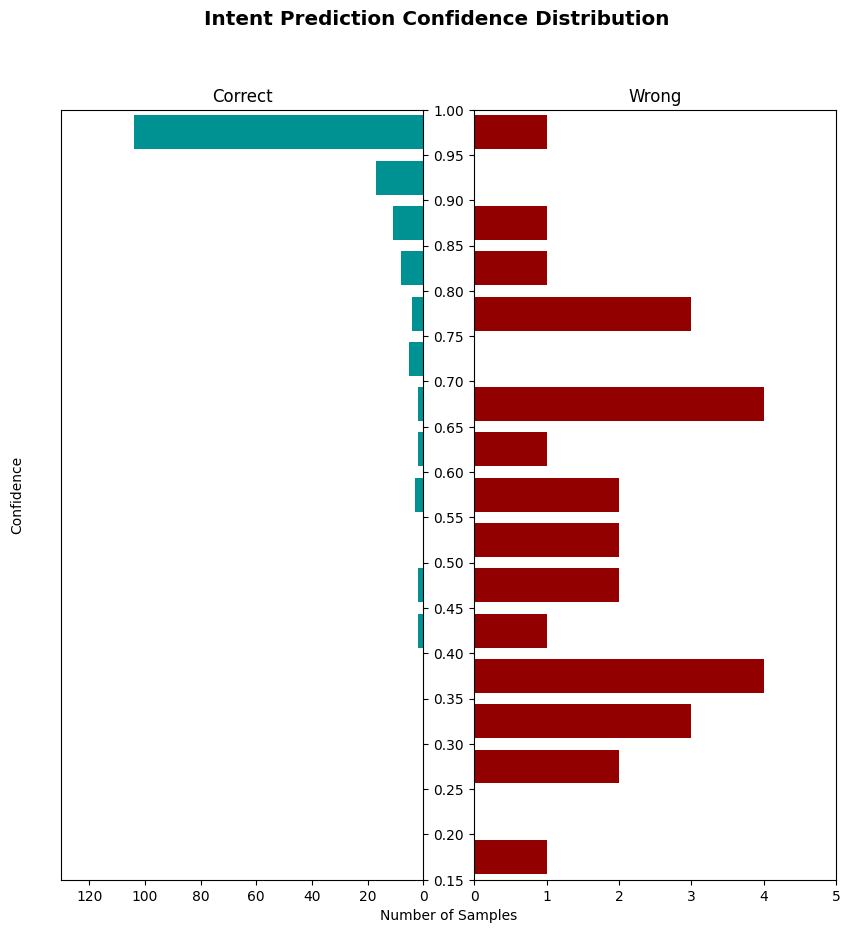 Intent Prediction Confidence Distribution
Correct
Wrong
Confidence
1.00
0.95
0.90
0.85
0.80
0.75
0.70
0.65
0.60
0.55
0.50
0.45
0.40
0.35
0.30
0.25
0.20
0.15
120 100 80 60 40 20 0
0 1 2 3 4 5
Number of Samples